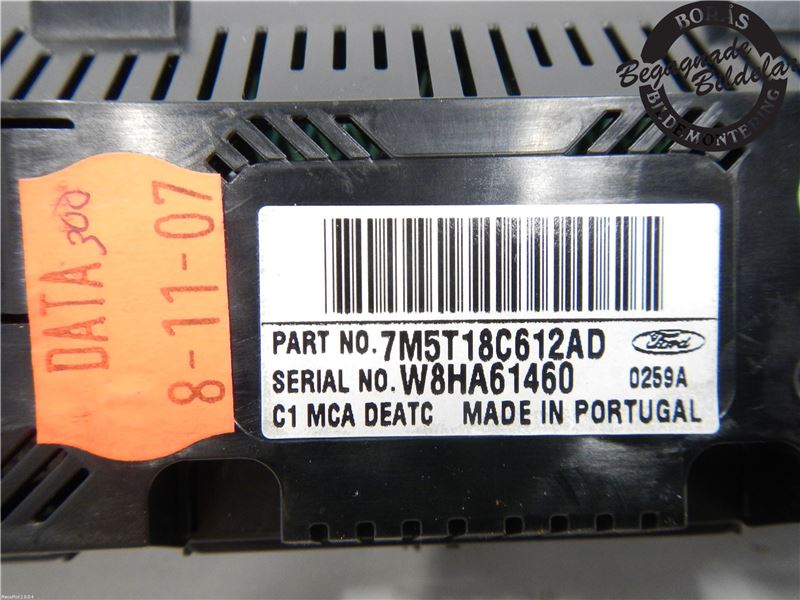 BORÅS
Begagnade
Bildelar
BILDEMONTERING
DATA 300
8-11-07
PART NO. 7M5T18C612AD
Ford
SERIAL NO. W8HA61460 0259A
C1 MCA DEATC MADE IN PORTUGAL